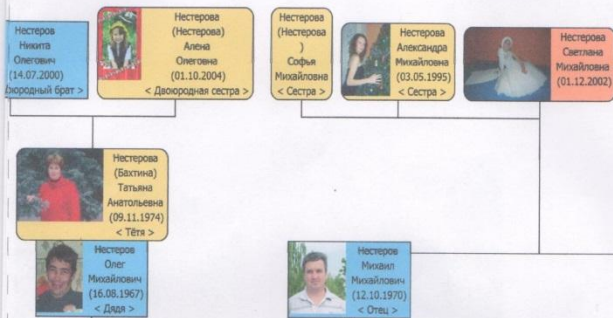 Нестеров
Никита
Олегович
(14.07.2000)
юродный брат >
Нестерова
(Нестерова)
Алена
Олеговна
(01.10.2004)
< Двоюродная сестра >
Нестерова
(Нестерова
)
Софья
Михайловна
< Сестра >
Нестерова
Александра
Михайловна
(03.05.1995)
< Сестра >
Нестерова
Светлана
Михайловна
(01.12.2002)
Нестерова
(Бахтина)
Татьяна
Анатольевна
(09.11.1974)
< Тётя >
Нестеров
Олег
Михайлович
(16.08.1967)
< Дядя >
Нестеров
Михаил
Михайлович
(12.10.1970)
< Отец >